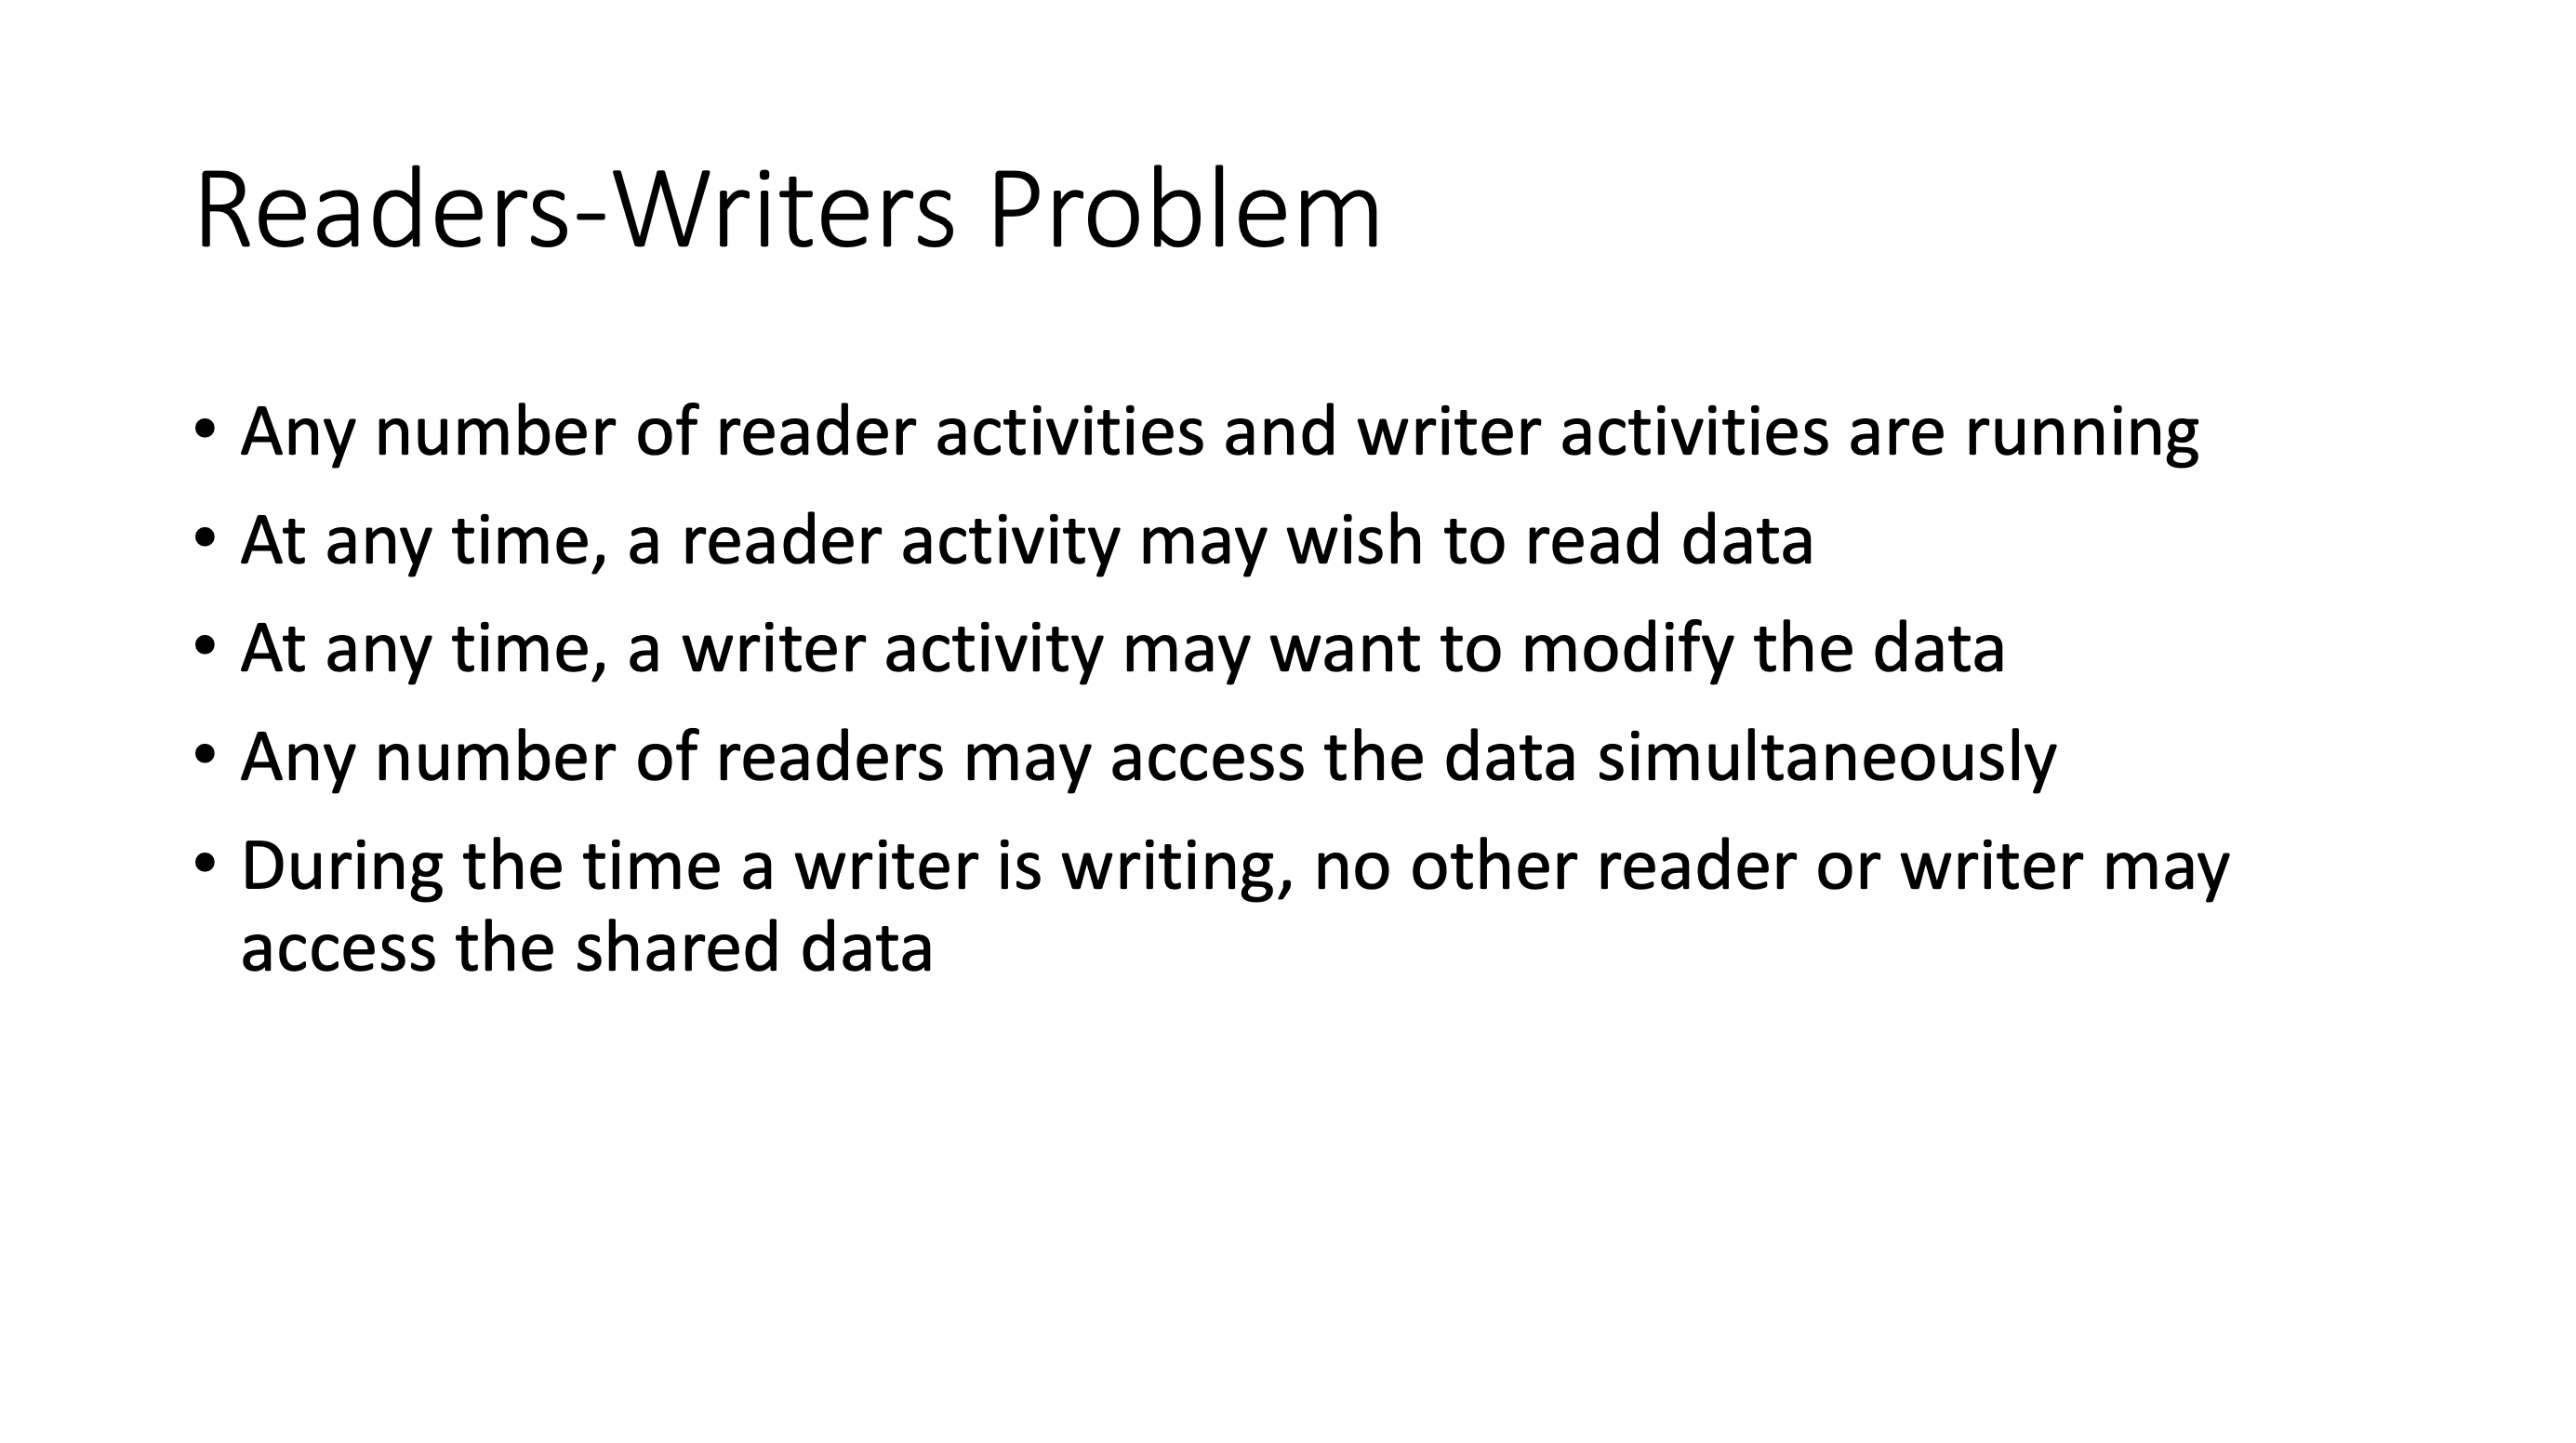 Readers-Writers Problem
• Any number of reader activities and writer activities are running
• At any time, a reader activity may wish to read data
• At any time, a writer activity may want to modify the data
• Any number of readers may access the data simultaneously
• During the time a writer is writing, no other reader or writer may
access the shared data